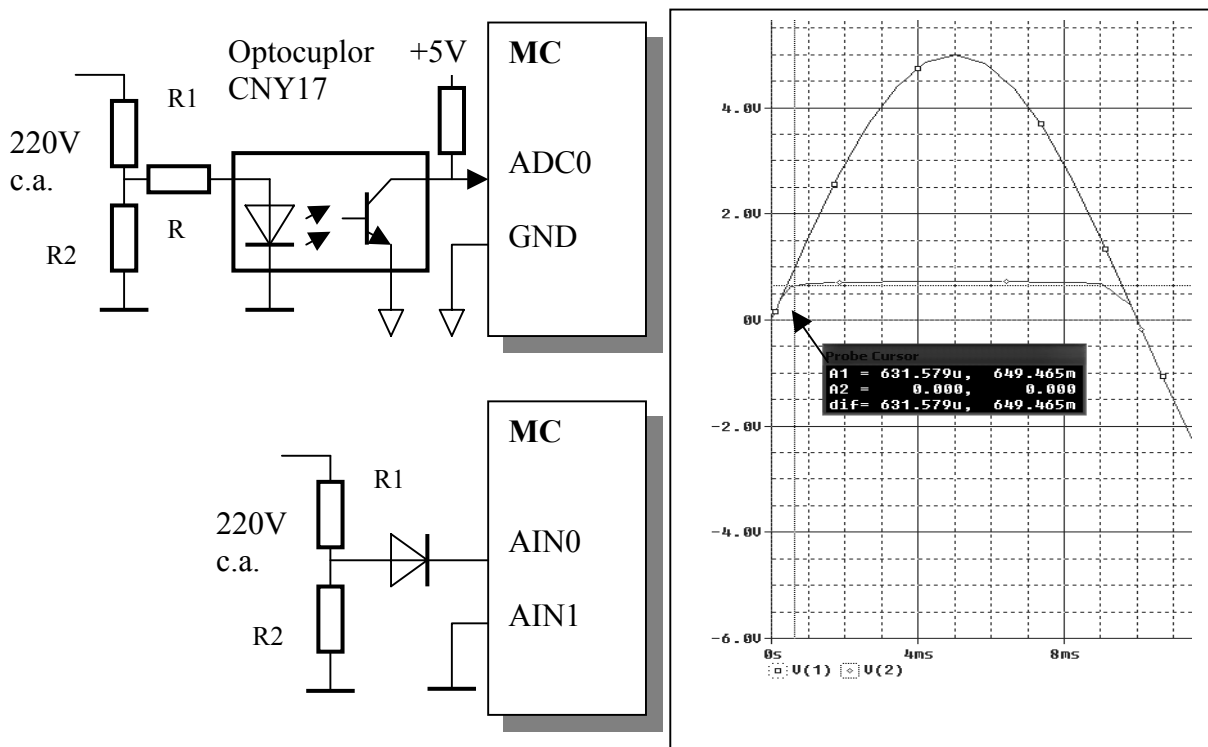 Optocuplor
CNY17
+5V
MC
R1
220V
c.a.
ADC0
R2
R
GND
MC
R1
220V
c.a.
AIN0
R2
AIN1
4.0V
2.0V
0V
-2.0V
-4.0V
-6.0V
Probe Cursor
A1 = 631.579u, 649.465m
A2 = 0.000, 0.000
dif= 631.579u, 649.465m
0s 4ms 8ms
V(1) V(2)